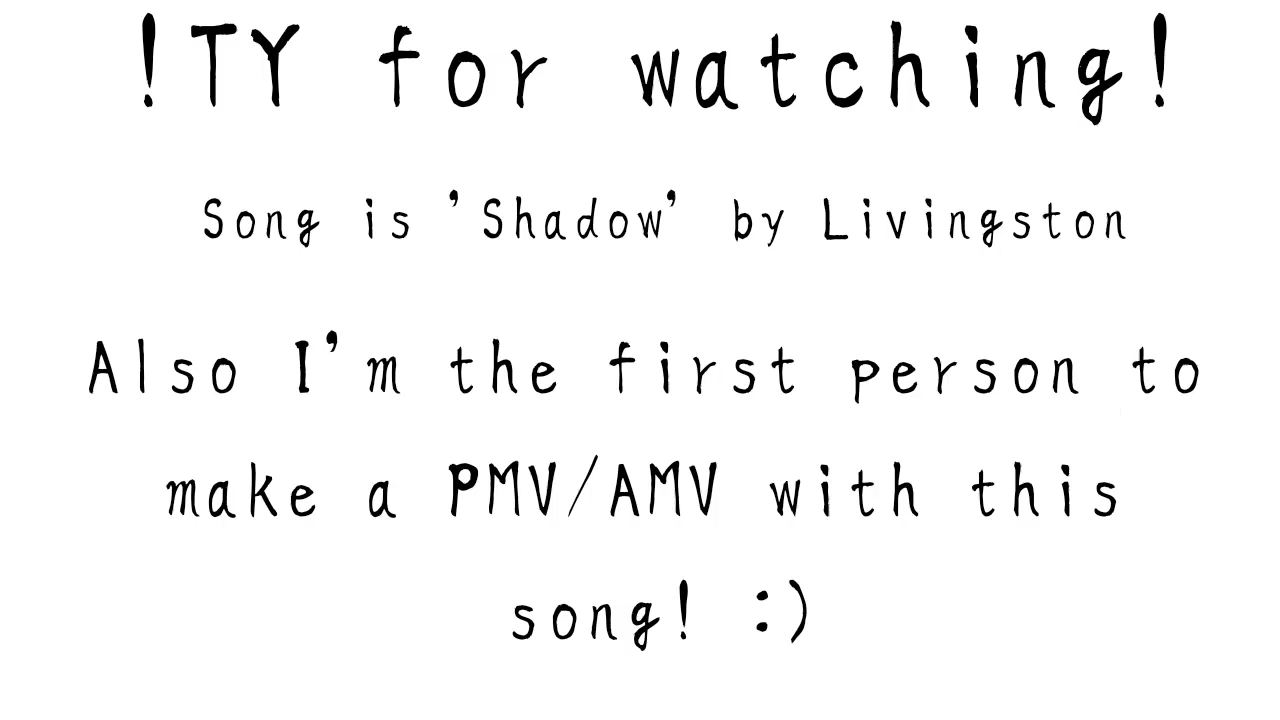 !TY for watching!
Song is 'Shadow' by Livingston
Also I'm the first person to
make a PMV/AMV with this
song! :)